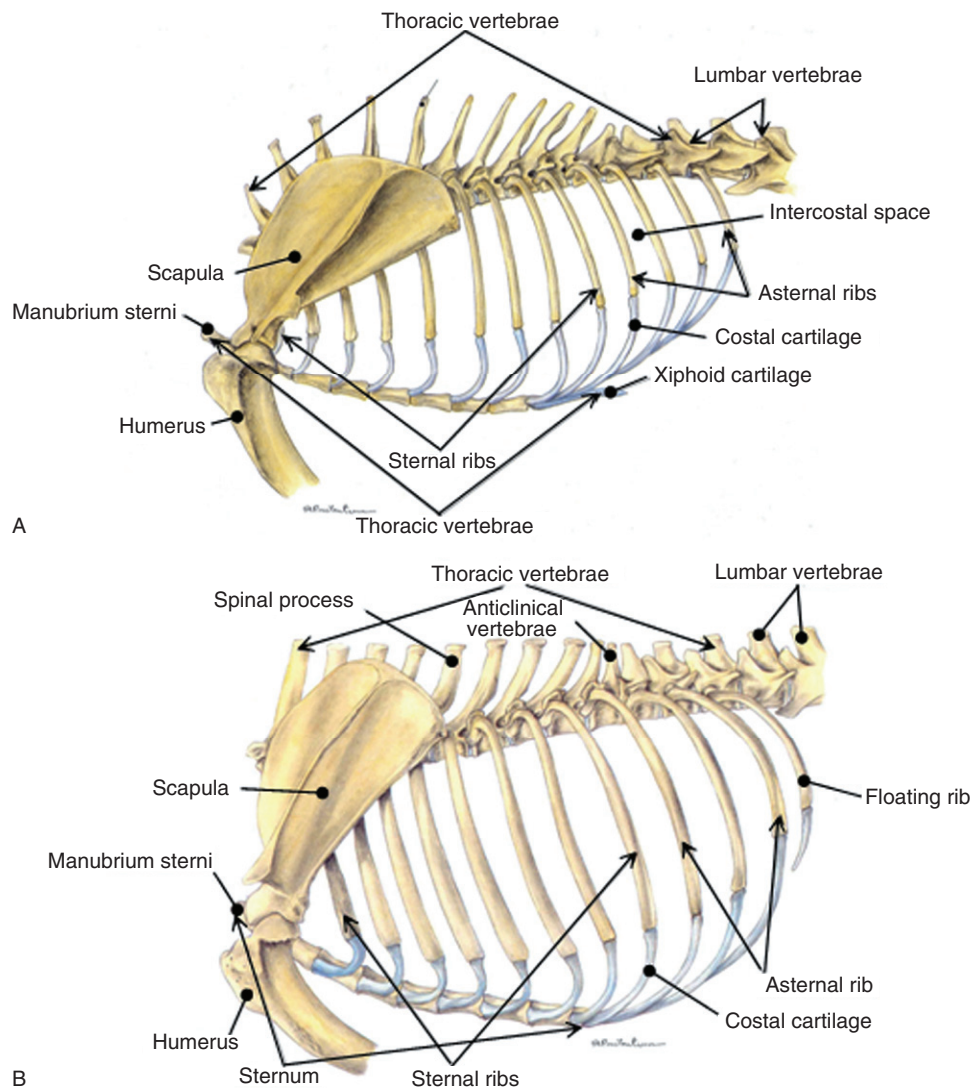 Thoracic vertebrae
Lumbar vertebrae
Intercostal space
Scapula
Asternal ribs
Manubrium sterni
Costal cartilage
Xiphoid cartilage
Humerus
Sternal ribs
Thoracic vertebrae
A
Thoracic vertebrae
Lumbar vertebrae
Spinal process
Anticlinical
vertebrae
Scapula
Floating rib
Manubrium sterni
Asternal rib
Costal cartilage
Humerus
Sternum
Sternal ribs
B